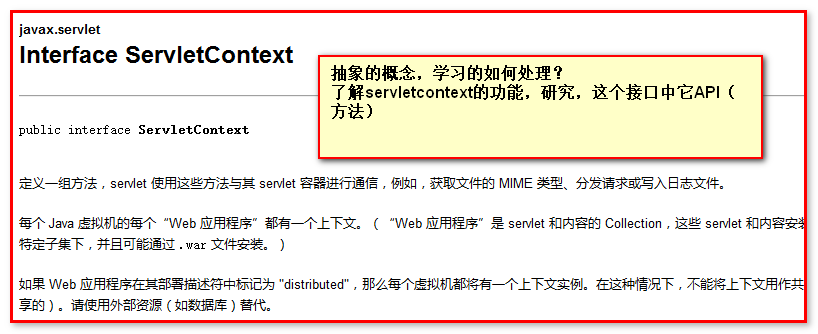 javax.servlet
Interface ServletContext
抽象的概念，学习的如何处理？
了解servletcontext的功能，研究，这个接口中它API（
方法）
public interface ServletContext
定义一组方法，servlet 使用这些方法与其 servlet 容器进行通信，例如，获取文件的 MIME 类型、分发请求或写入日志文件。
每个 Java 虚拟机的每个“Web 应用程序”都有一个上下文。（“Web 应用程序”是 servlet 和内容的 Collection，这些 servlet 和内容安装
特定子集下，并且可能通过 .war 文件安装。）
如果 Web 应用程序在其部署描述符中标记为 "distributed"，那么每个虚拟机都将有一个上下文实例。在这种情况下，不能将上下文用作共
享的）。请使用外部资源（如数据库）替代。